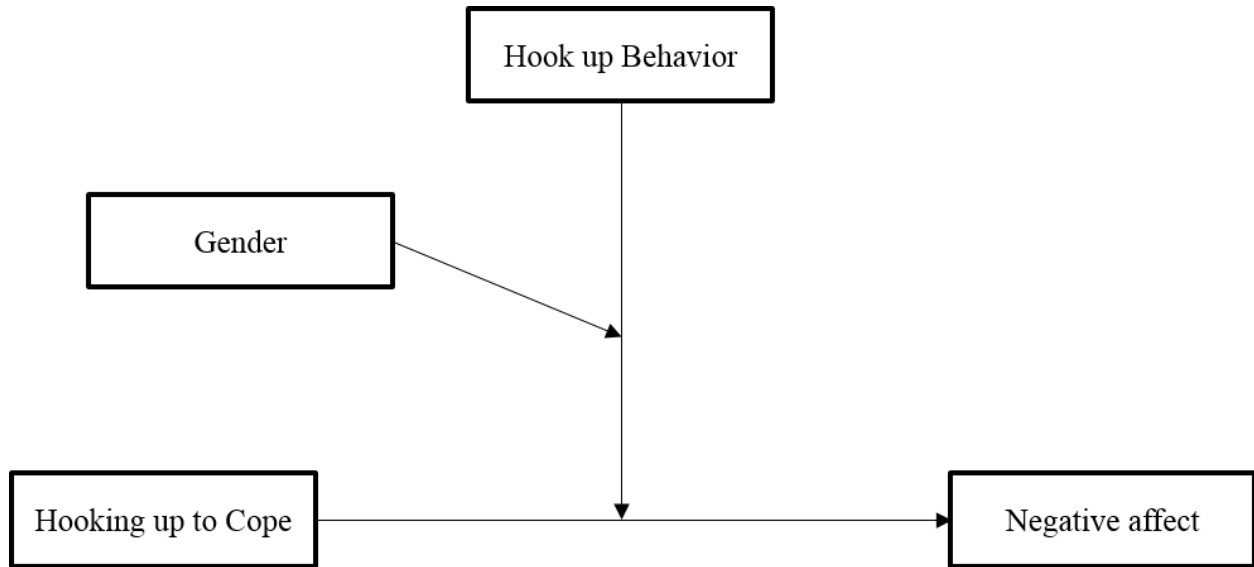 Hook up Behavior
Gender
Hooking up to Cope
Negative affect